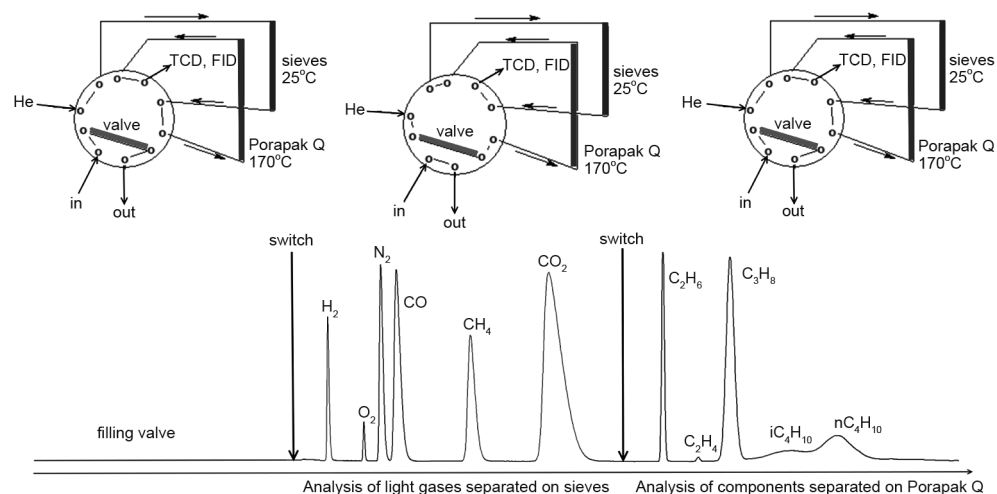 TCD, FID
sieves
25°C
He
valve
Porapak Q
170°C
in
out
TCD, FID
sieves
25°C
He
valve
Porapak Q
170°C
in
out
TCD, FID
sieves
25°C
He
valve
Porapak Q
170°C
in
out
switch
switch
H₂
O₂
N₂
CO
CH₄
CO₂
C₂H₆
C₂H₄
C₃H₈
iC₄H₁₀
nC₄H₁₀
filling valve
Analysis of light gases separated on sieves
Analysis of components separated on Porapak Q